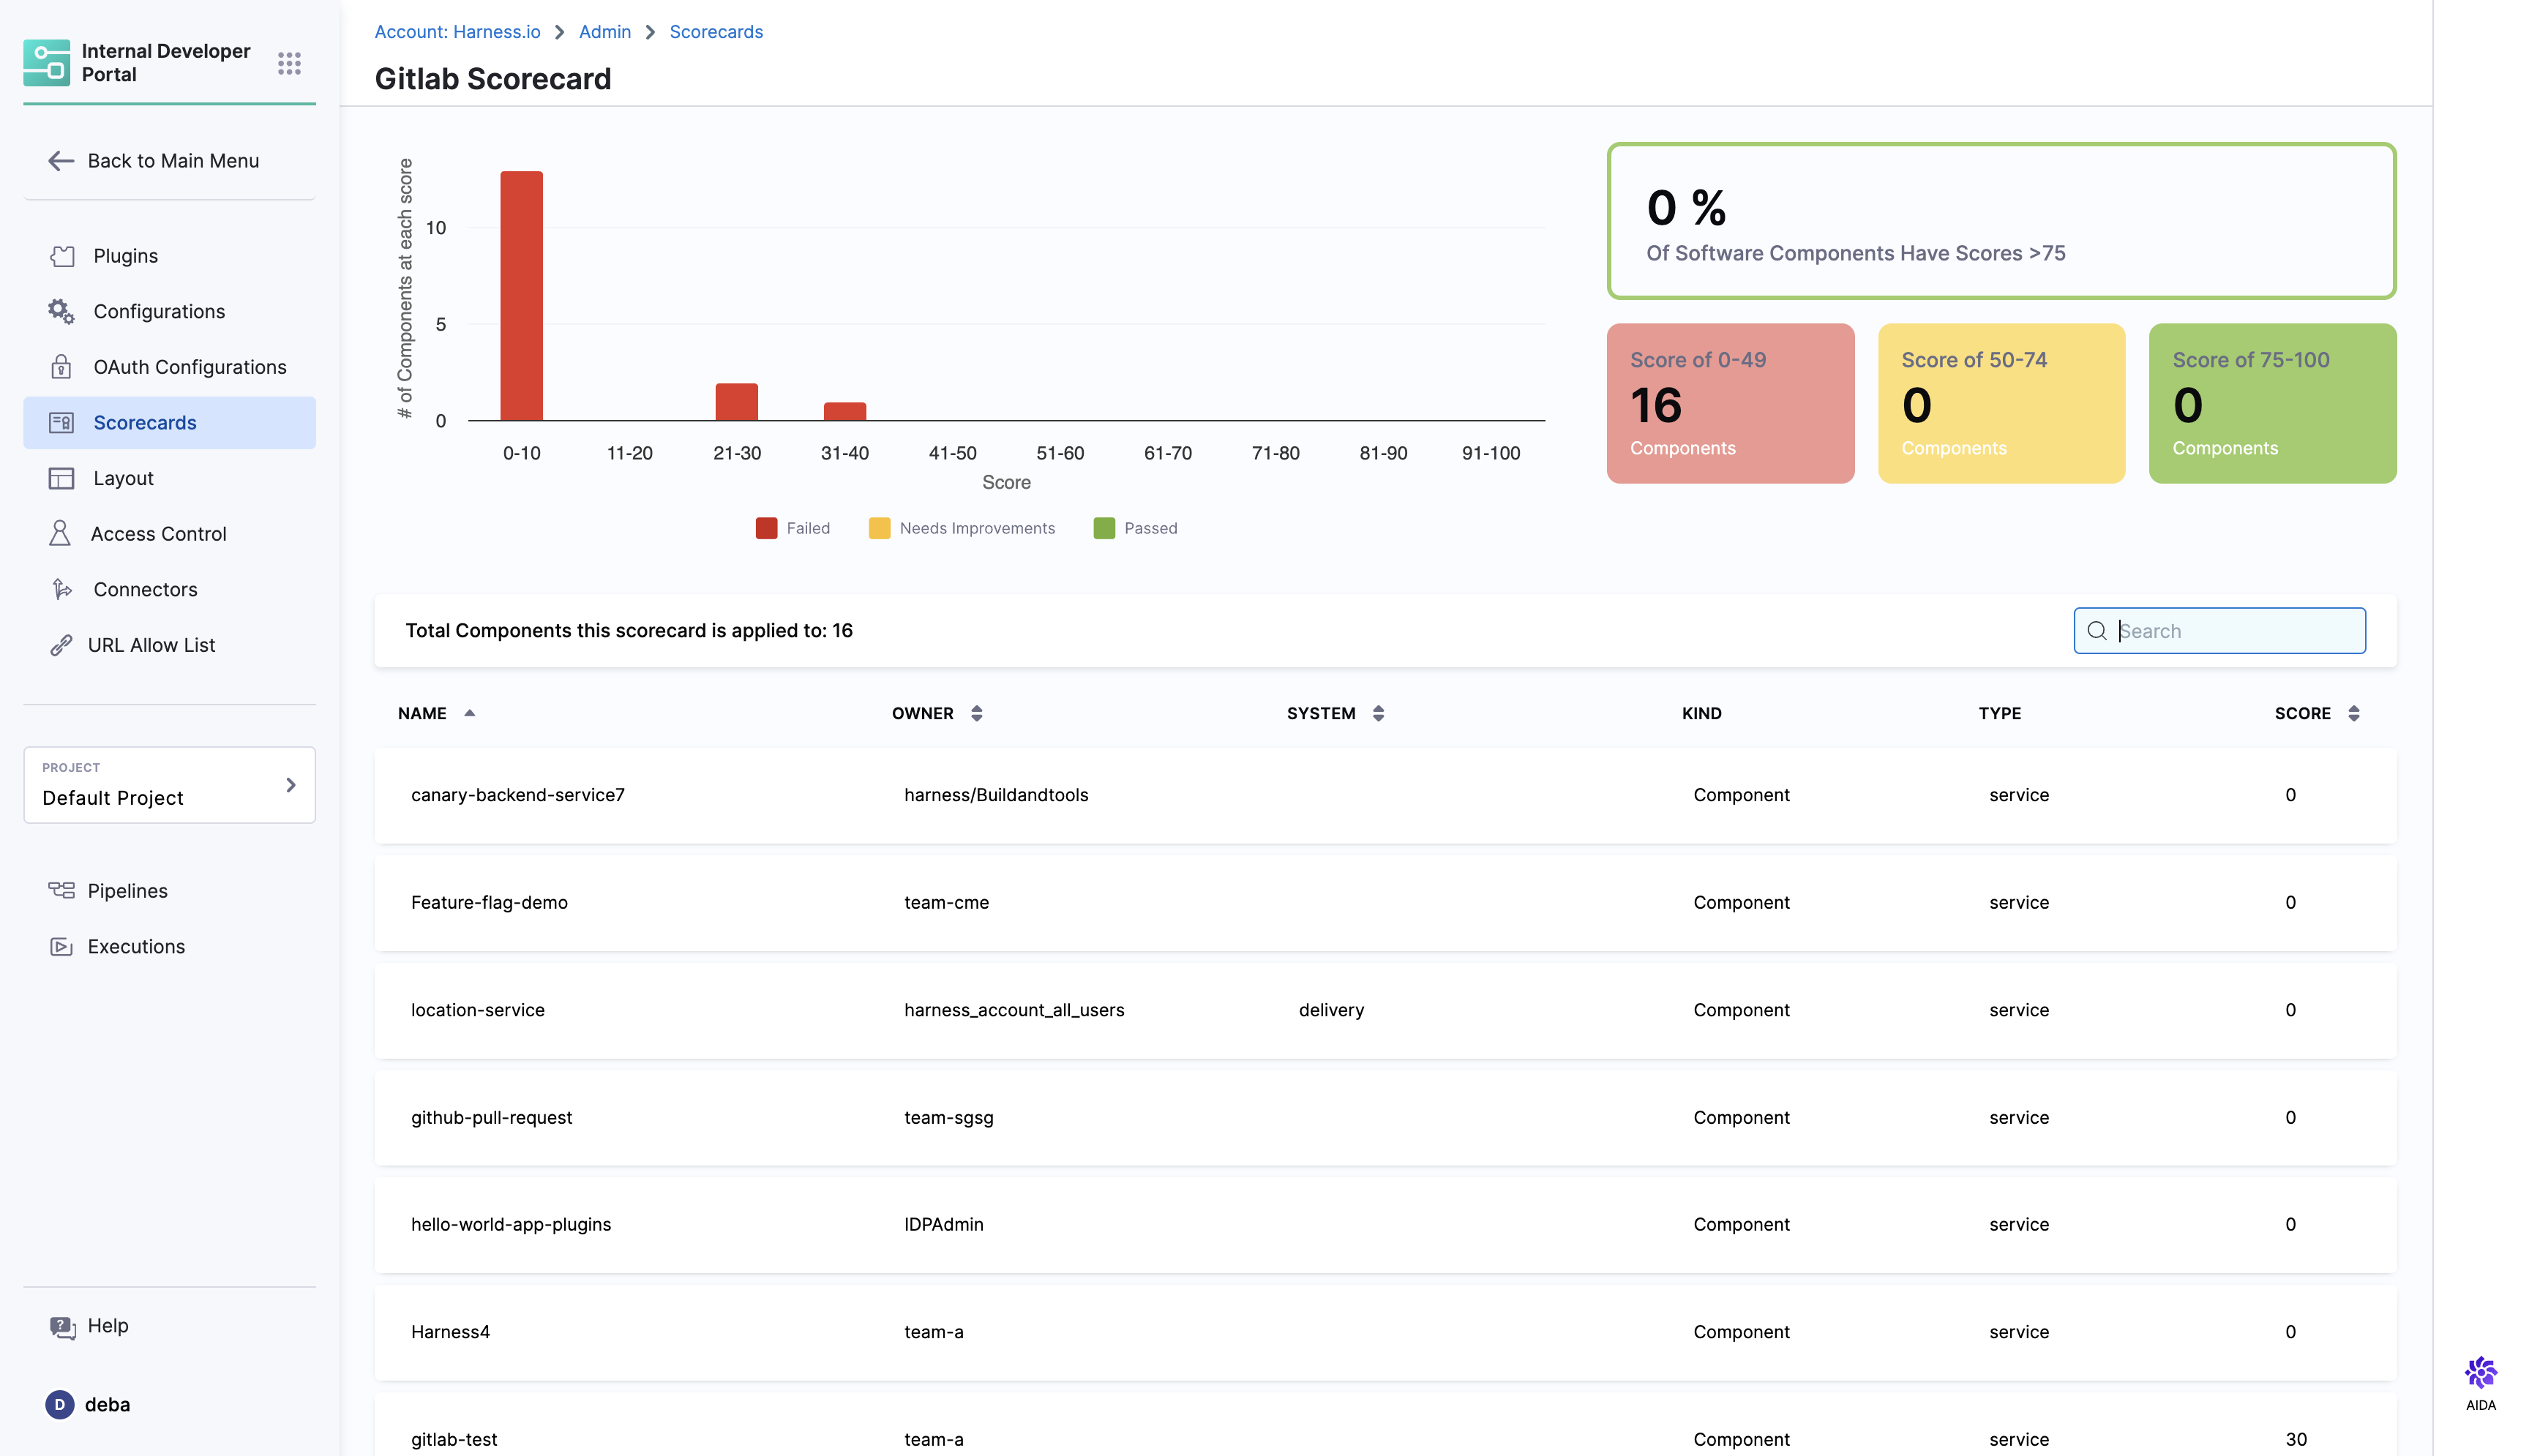 Internal Developer
Portal
Back to Main Menu
Plugins
Configurations
OAuth Configurations
Scorecards
Layout
Access Control
Connectors
URL Allow List
PROJECT
Default Project
Pipelines
Executions
Help
D deba
Account: Harness.io Admin Scorecards
Gitlab Scorecard
# of Components at each score
10
5
0
0-10 11-20 21-30 31-40 41-50 51-60 61-70 71-80 81-90 91-100
Score
Failed Needs Improvements Passed
0 %
Of Software Components Have Scores >75
Score of 0-49
16
Components
Score of 50-74
0
Components
Score of 75-100
0
Components
Total Components this scorecard is applied to: 16
Search
NAME OWNER SYSTEM KIND TYPE SCORE
canary-backend-service7 harness/Buildandtools Component service 0
Feature-flag-demo team-cme Component service 0
location-service harness_account_all_users delivery Component service 0
github-pull-request team-sgsg Component service 0
hello-world-app-plugins IDPAdmin Component service 0
Harness4 team-a Component service 0
gitlab-test team-a Component service 30
AIDA